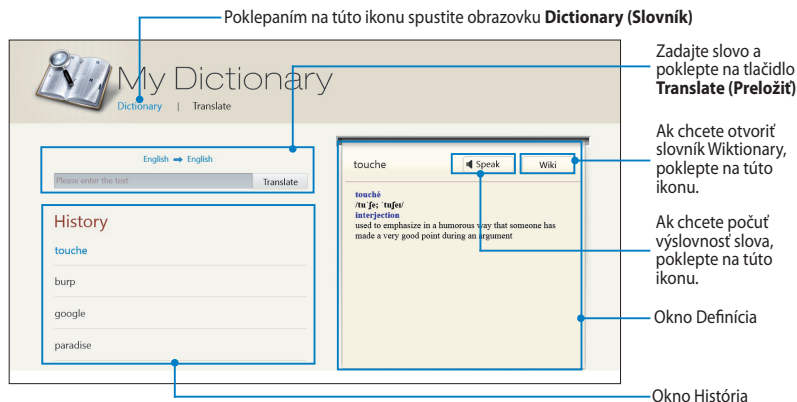 Poklepaním na túto ikonu spustite obrazovku Dictionary (Slovník)
My Dictionary
Dictionary | Translate
English ➡ English
Please enter the text
Translate
History
touche
burp
google
paradise
touche
Speak
Wiki
touché
/tuˈʃe; ˈtuʃeɪ/
interjection
used to emphasize in a humorous way that someone has
made a very good point during an argument
Zadajte slovo a
poklepte na tlačidlo
Translate (Preložiť)
Ak chcete otvoriť
slovník Wiktionary,
poklepte na túto
ikonu.
Ak chcete počuť
výslovnosť slova,
poklepte na túto
ikonu.
Okno Definícia
Okno História